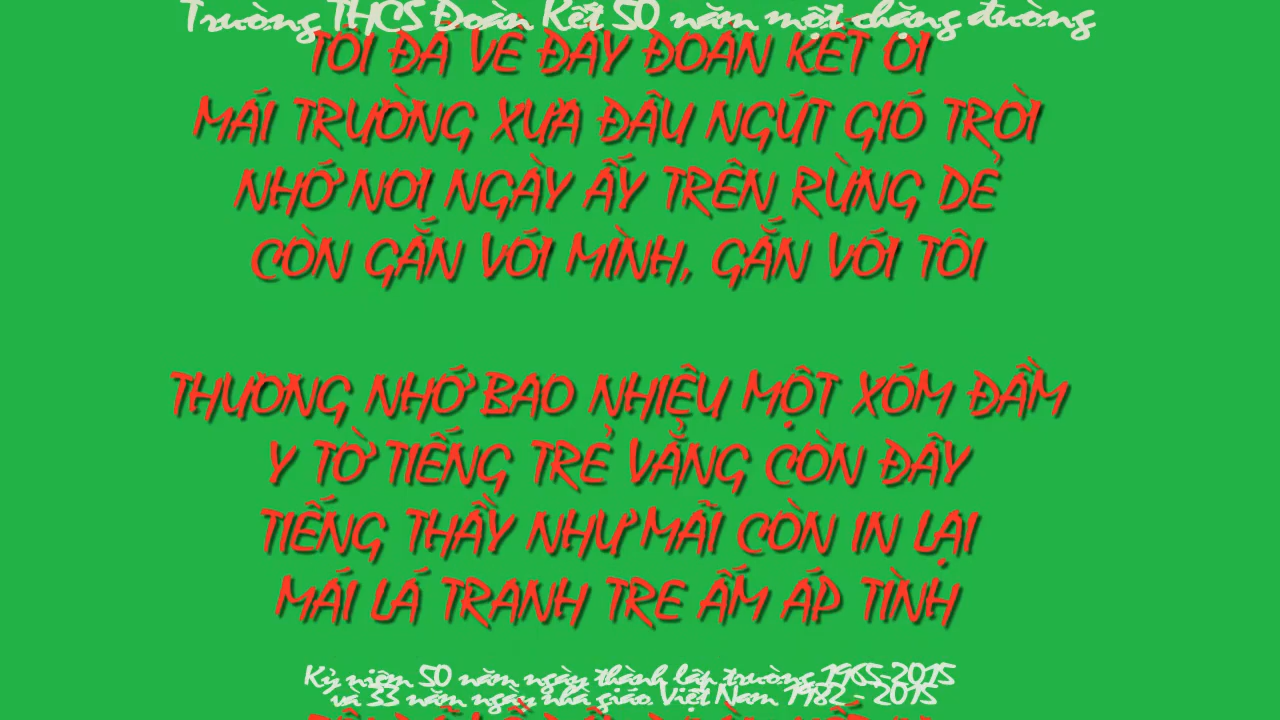 Trường THCS Đoàn Kết 50 năm một chặng đường
TÔI ĐÃ VỀ ĐÂY ĐOÀN KẾT ƠI
MÁI TRƯỜNG XƯA ĐÂU NGÚT GIÓ TRỜI
NHỚ NƠI NGÀY ẤY TRÊN RỪNG DẺ
CÒN GẮN VỚI MÌNH, GẮN VỚI TÔI
THƯƠNG NHỚ BAO NHIÊU MỘT XÓM ĐẦM
Y TỜ TIẾNG TRẺ VẲNG CÒN ĐÂY
TIẾNG THẦY NHƯ MÃI CÒN IN LẠI
MÁI LÁ TRANH TRE ẤM ÁP TÌNH
Kỷ niệm 50 năm ngày thành lập trường 1965-2015
và 33 năm ngày nhà giáo Việt Nam 1982 - 2015